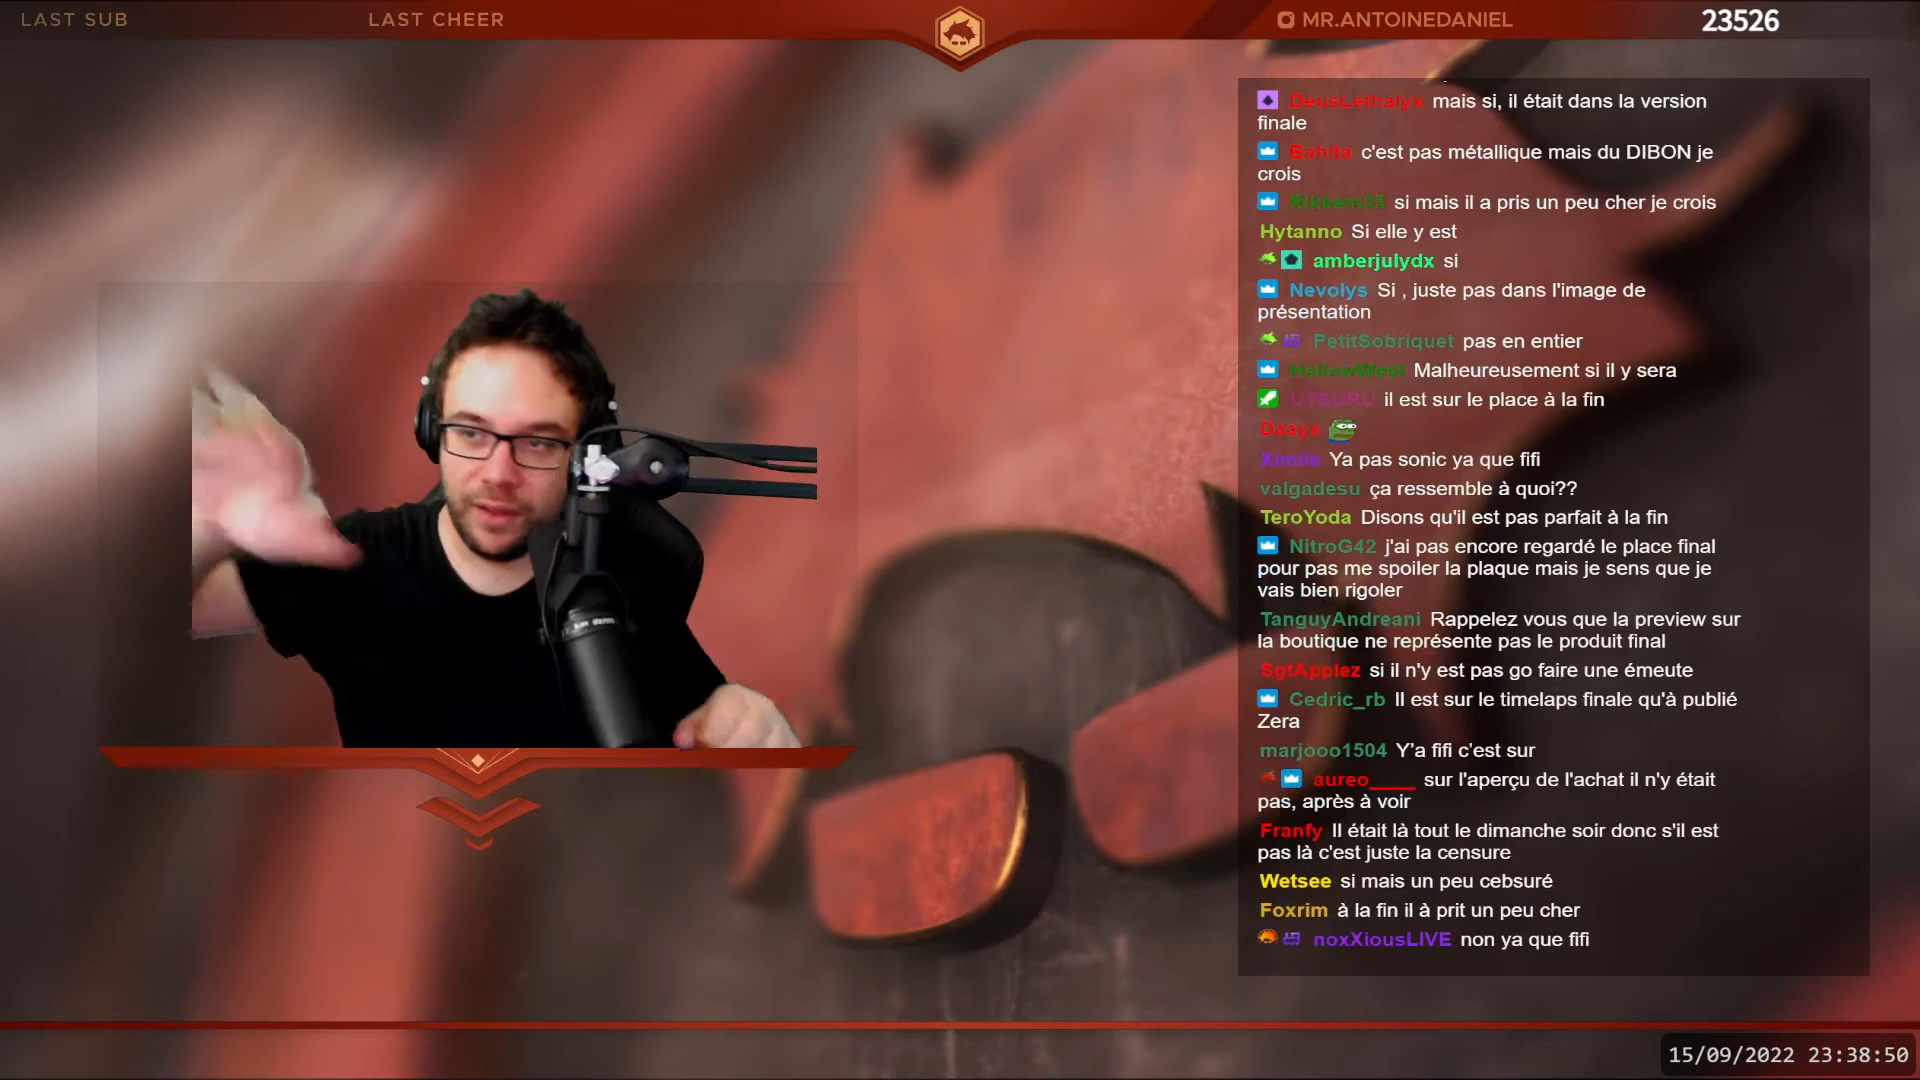 LAST SUB
LAST CHEER
MR.ANTOINEDANIEL
23526
DeusLethalyx mais si, il était dans la version
finale
Bahlta c'est pas métallique mais du DIBON je
crois
Rikkem35 si mais il a pris un peu cher je crois
Hytanno Si elle y est
amberjulydx si
Nevolys Si , juste pas dans l'image de
présentation
PetitSobriquet pas en entier
HallowWest Malheureusement si il y sera
UTSURU il est sur le place à la fin
Daayx
Ximile Ya pas sonic ya que fifi
valgadesu ça ressemble à quoi??
TeroYoda Disons qu'il est pas parfait à la fin
NitroG42 j'ai pas encore regardé le place final
pour pas me spoiler la plaque mais je sens que je
vais bien rigoler
TanguyAndreani Rappelez vous que la preview sur
la boutique ne représente pas le produit final
SgtApplez si il n'y est pas go faire une émeute
Cedric_rb Il est sur le timelaps finale qu'à publié
Zera
marjooo1504 Y'a fifi c'est sur
aureo____ sur l'aperçu de l'achat il n'y était
pas, après à voir
Franfy Il était là tout le dimanche soir donc s'il est
pas là c'est juste la censure
Wetsee si mais un peu cebsuré
Foxrim à la fin il à prit un peu cher
noxXiousLIVE non ya que fifi
15/09/2022 23:38:50